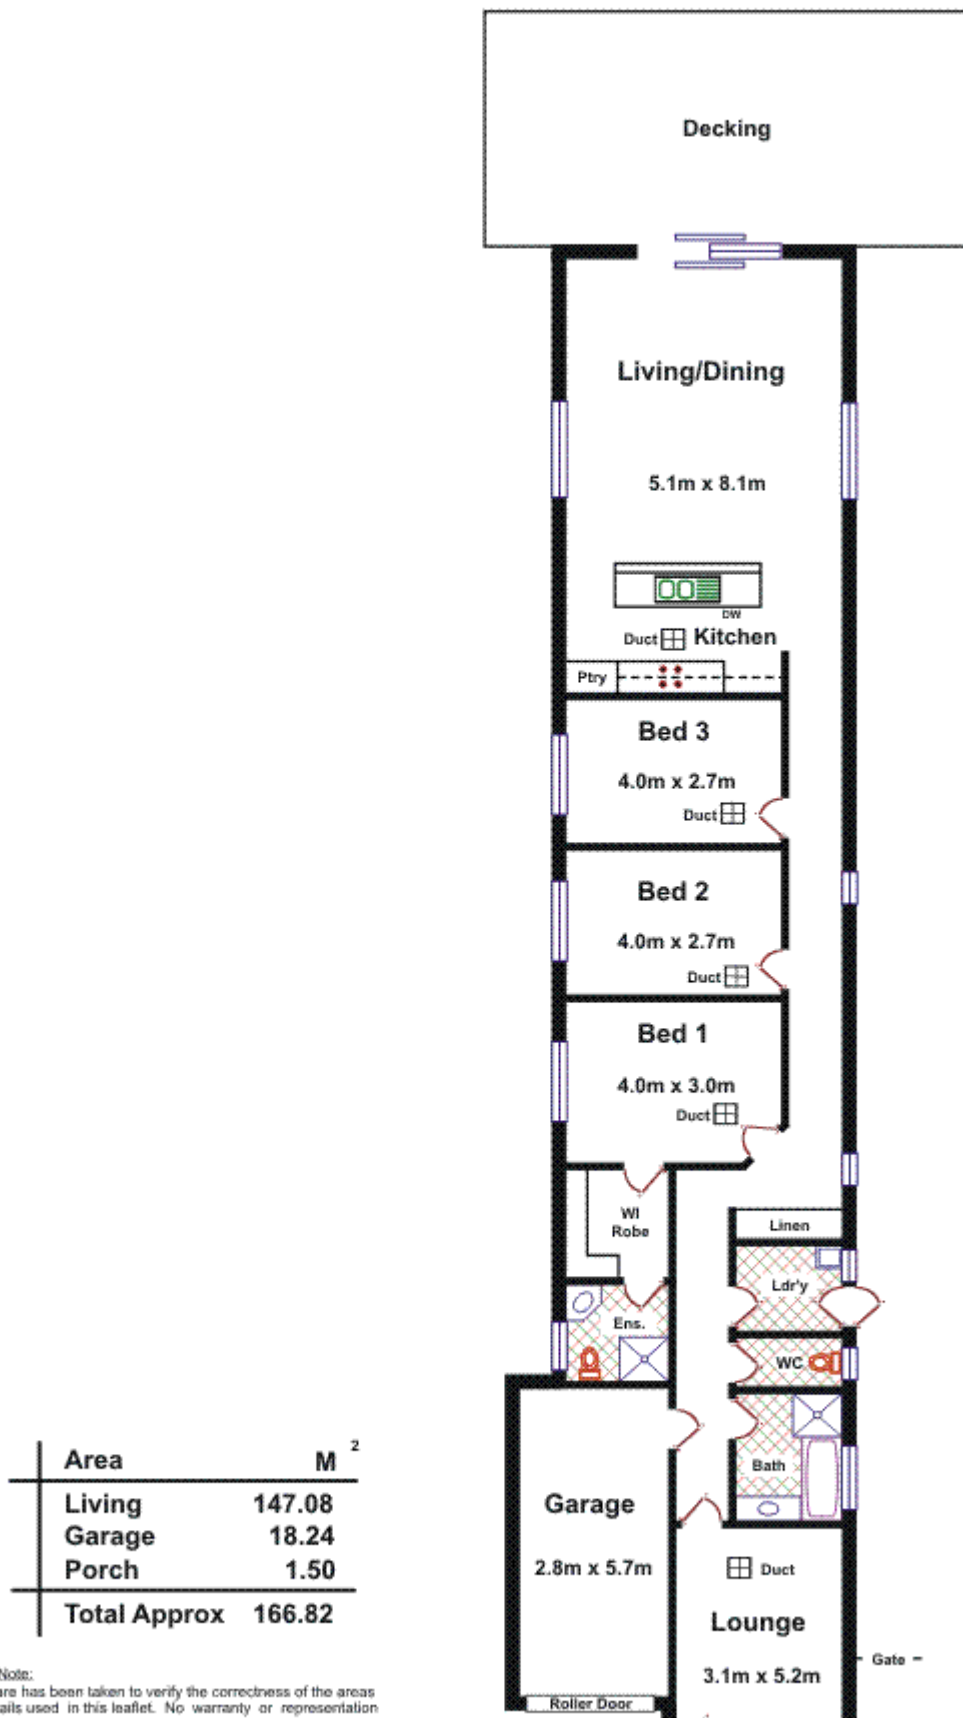 Decking
Living/Dining
5.1m x 8.1m
DW
Duct Kitchen
Ptry
Bed 3
4.0m x 2.7m
Duct
Bed 2
4.0m x 2.7m
Duct
Bed 1
4.0m x 3.0m
Duct
WI
Robe
Linen
Ldr'y
Ens.
WC
Bath
Garage
2.8m x 5.7m
Duct
Lounge
3.1m x 5.2m
Gate
Roller Door
Area M 2
Living 147.08
Garage 18.24
Porch 1.50
Total Approx 166.82
Note:
are has been taken to verify the correctness of the areas
ails used in this leaflet. No warranty or representation